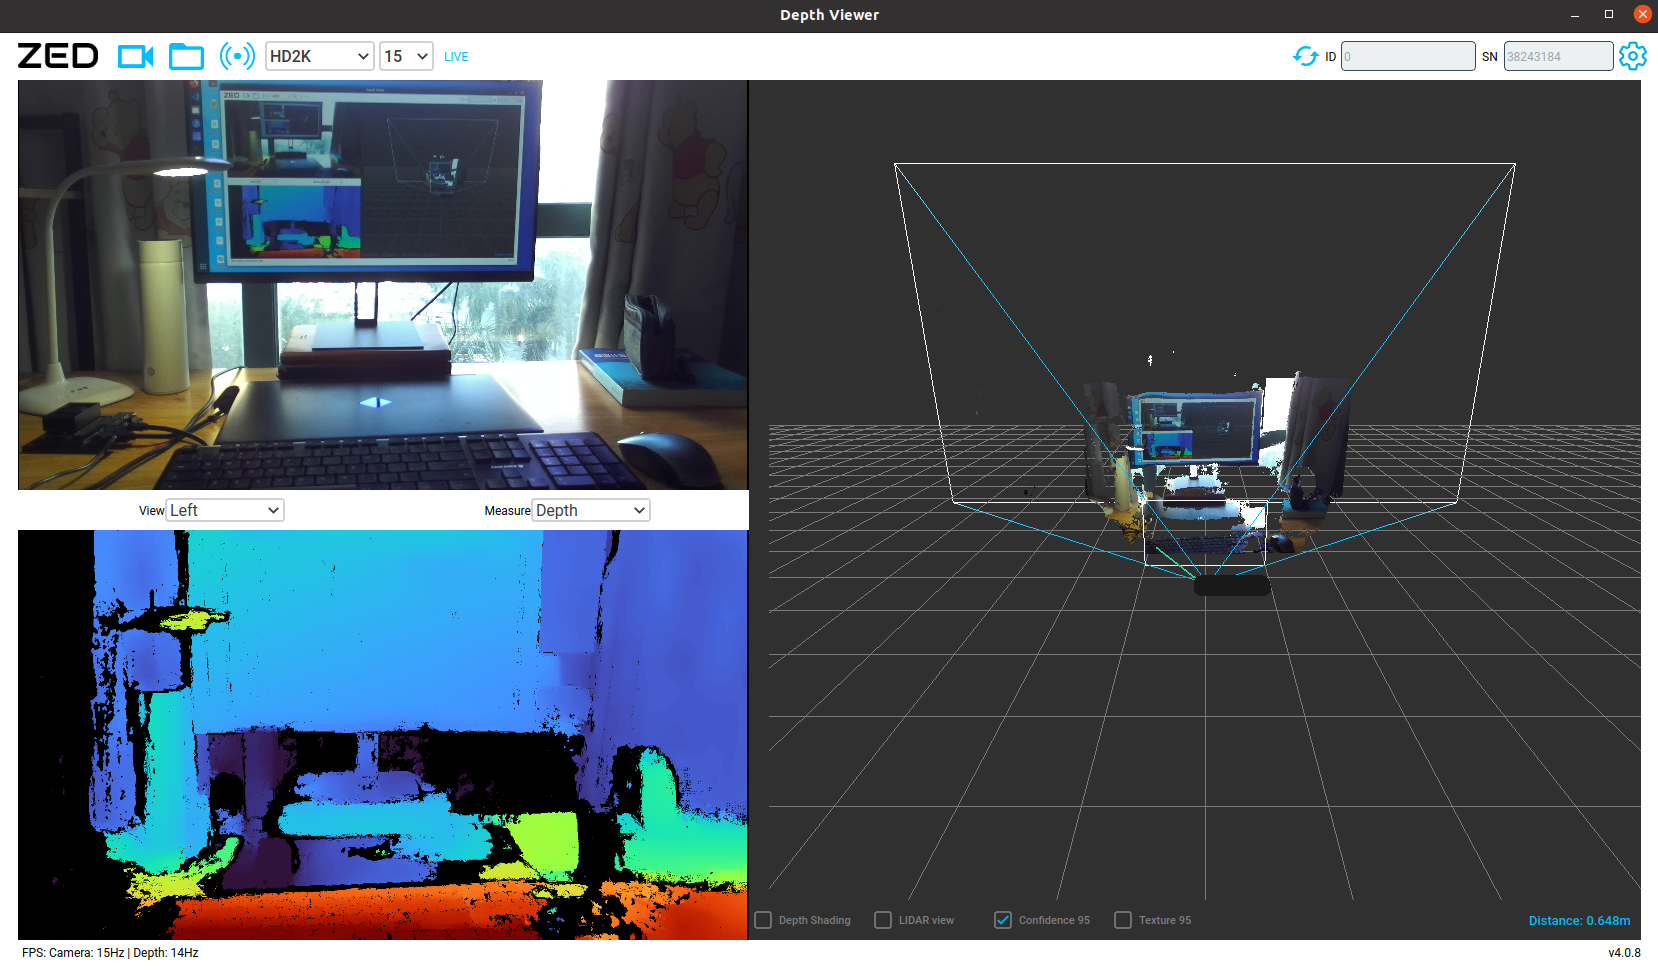 Depth Viewer
ZED HD2K 15 LIVE ID 0 SN 38243184
ZED
View Left Measure Depth
Depth Shading LIDAR view Confidence 95 Texture 95 Distance: 0.648m
FPS: Camera: 15Hz | Depth: 14Hz v4.0.8